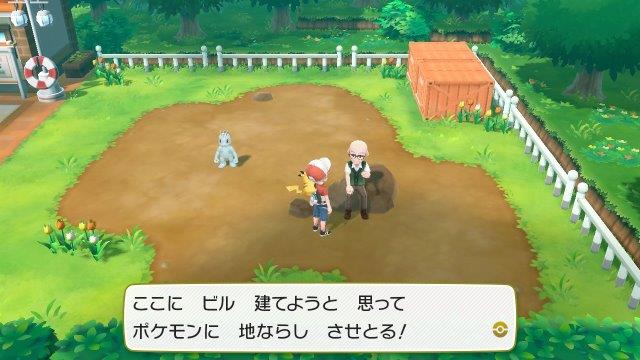 ここに　ビル　建てようと　思って
ポケモンに　地ならし　させとる！